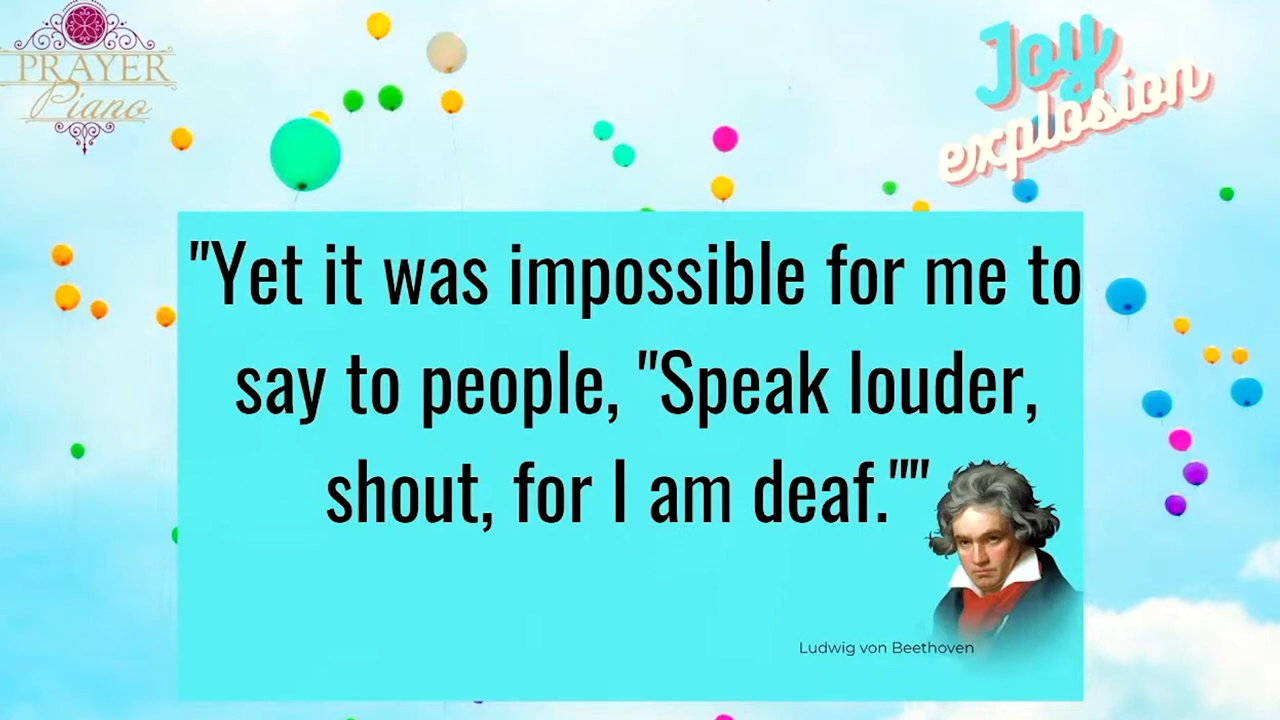 PRAYER
Piano
Joy
explosion
"Yet it was impossible for me to
say to people, "Speak louder,
shout, for I am deaf.""
Ludwig von Beethoven